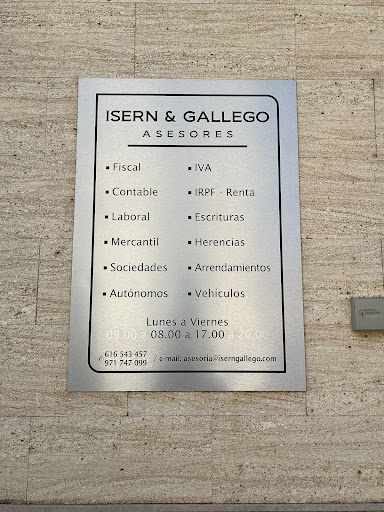 ISERN & GALLEGO
ASESORES
▪ Fiscal
▪ Contable
▪ Laboral
▪ Mercantil
▪ Sociedades
▪ Autónomos
▪ IVA
▪ IRPF - Renta
▪ Escrituras
▪ Herencias
▪ Arrendamientos
▪ Vehículos
Lunes a Viernes
09.00 a 08.00 a 17.00 a 20.00
/ 616 543 457
971 747 099
/ e-mail: asesoria@iserngallego.com